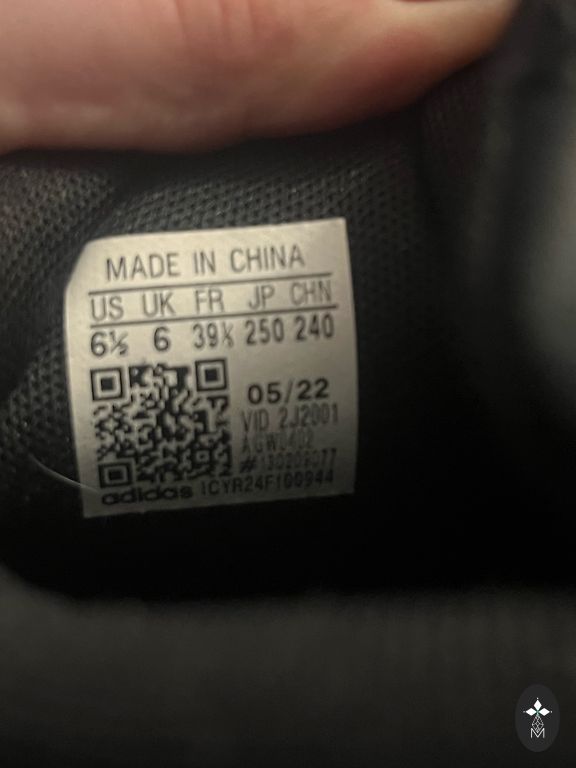 MADE IN CHINA
US UK FR JP CHN
6½ 6 39⅓ 250 240
05/22
VID 2J2001
adidas
M